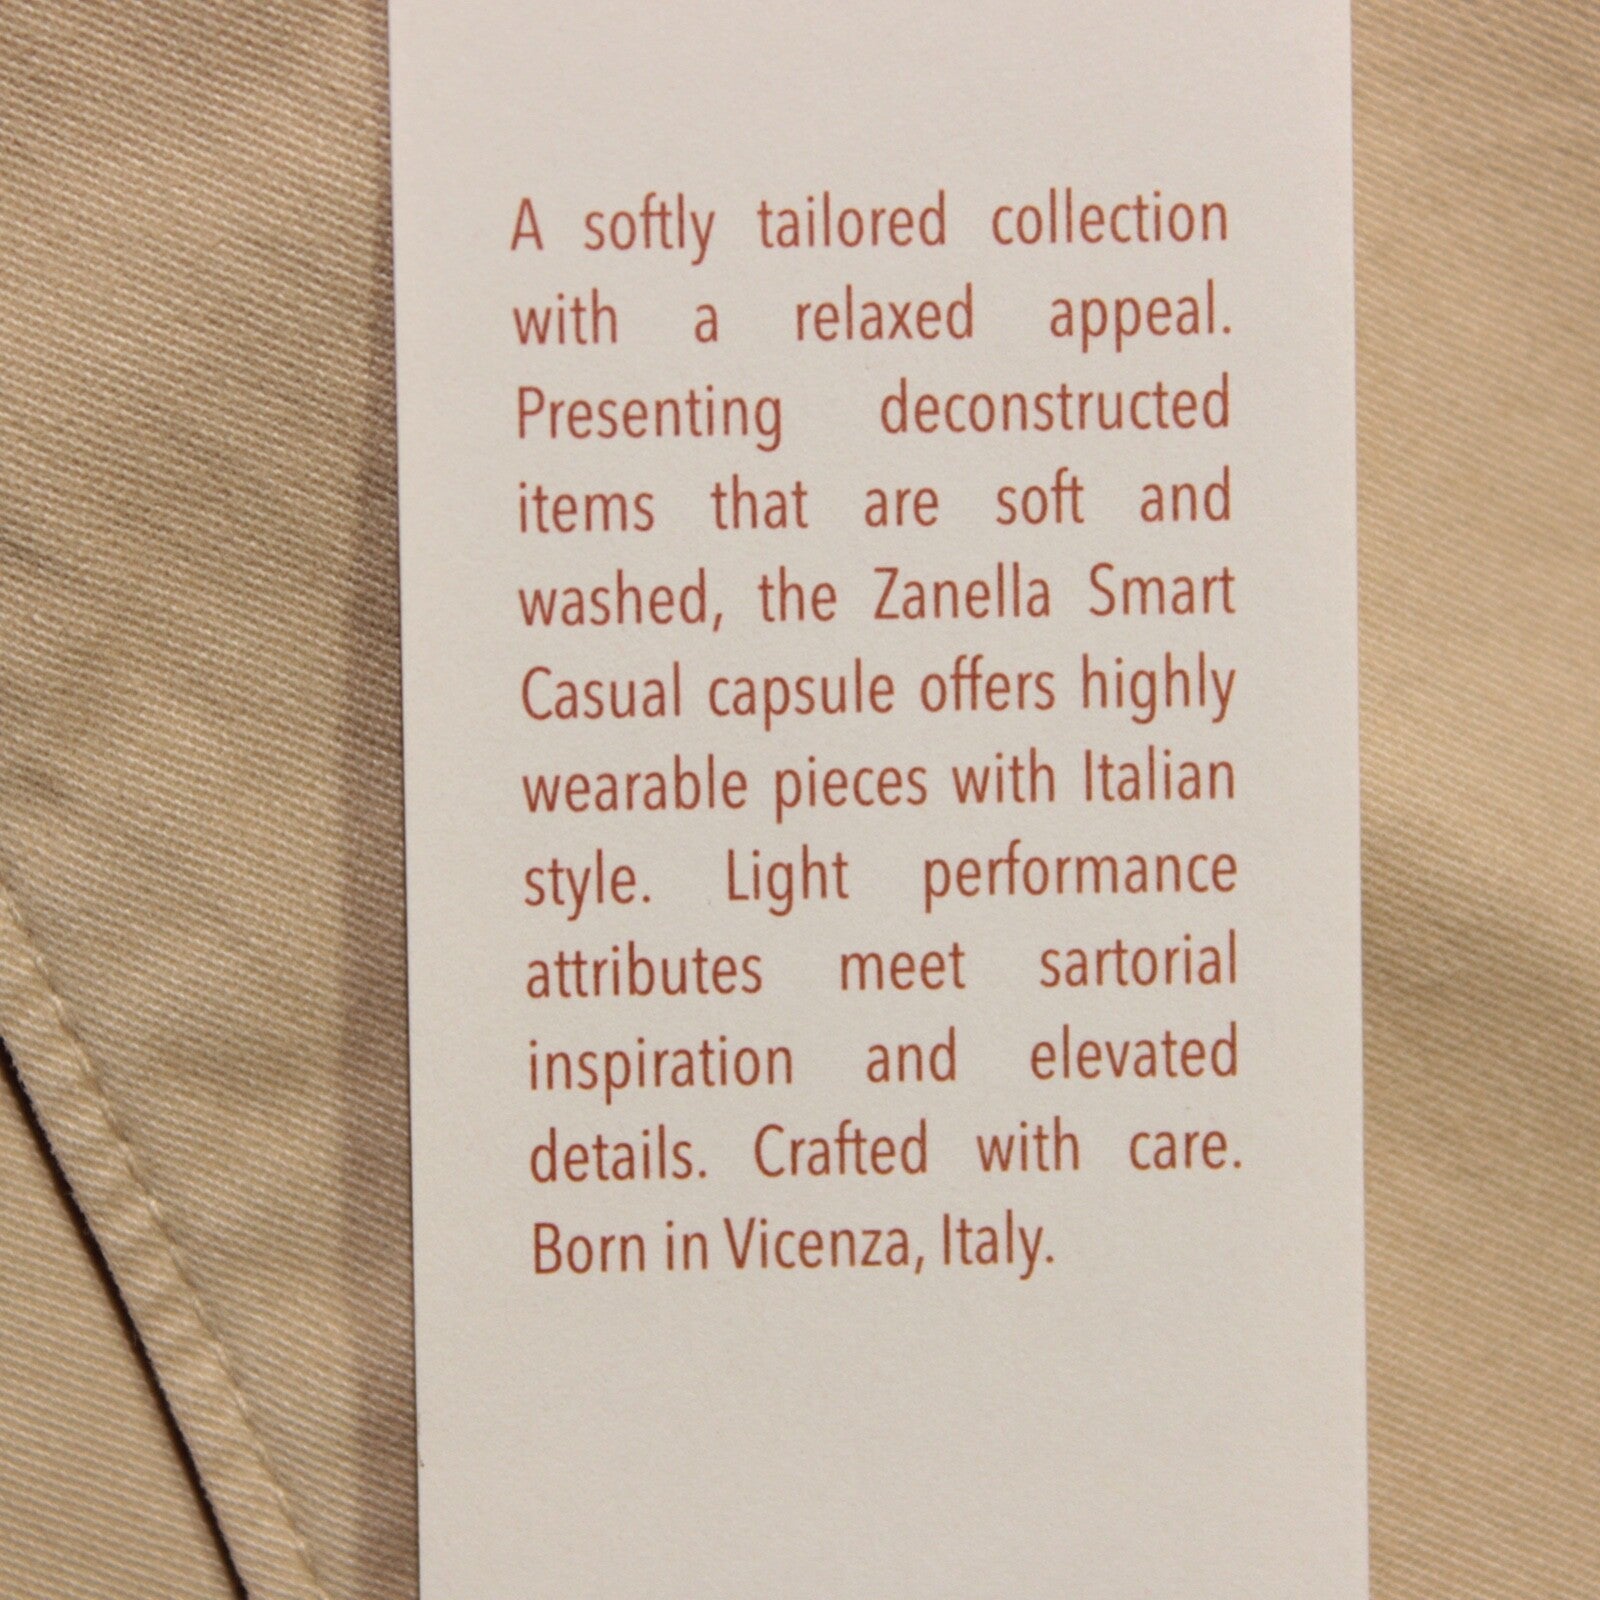 A softly tailored collection
with a relaxed appeal.
Presenting deconstructed
items that are soft and
washed, the Zanella Smart
Casual capsule offers highly
wearable pieces with Italian
style. Light performance
attributes meet sartorial
inspiration and elevated
details. Crafted with care.
Born in Vicenza, Italy.